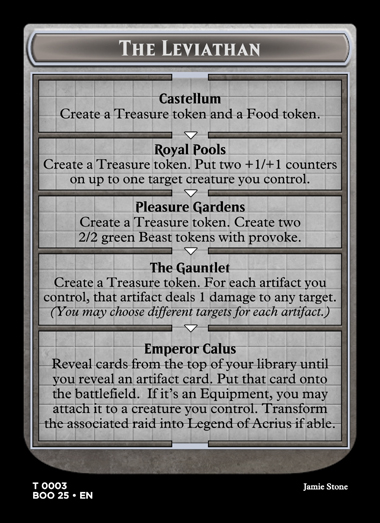 The Leviathan
Castellum
Create a Treasure token and a Food token.
Royal Pools
Create a Treasure token. Put two +1/+1 counters
on up to one target creature you control.
Pleasure Gardens
Create a Treasure token. Create two
2/2 green Beast tokens with provoke.
The Gauntlet
Create a Treasure token. For each artifact you
control, that artifact deals 1 damage to any target.
(You may choose different targets for each artifact.)
Emperor Calus
Reveal cards from the top of your library until
you reveal an artifact card. Put that card onto
the battlefield. If it's an Equipment, you may
attach it to a creature you control. Transform
the associated raid into Legend of Acrius if able.
T 0003
BOO 25 • EN
Jamie Stone